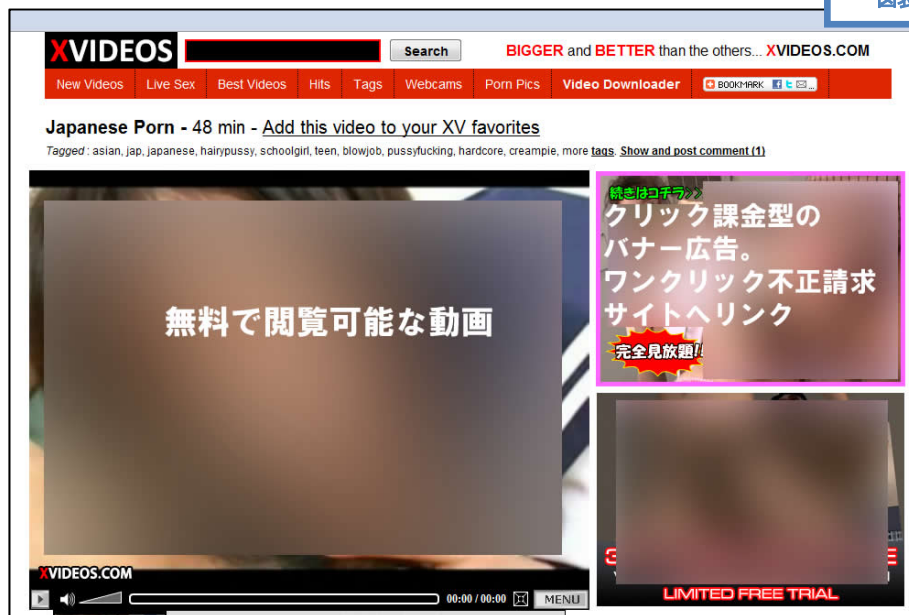 図表
XVIDEOS
Search
BIGGER and BETTER than the others... XVIDEOS.COM
New Videos Live Sex Best Videos Hits Tags Webcams Porn Pics Video Downloader BOOKMARK
Japanese Porn - 48 min - Add this video to your XV favorites
Tagged : asian, jap, japanese, hairypussy, schoolgirl, teen, blowjob, pussyfucking, hardcore, creampie, more tags. Show and post comment (1)
無料で閲覧可能な動画
XVIDEOS.COM
00:00 / 00:00 MENU
続きはコチラ>>
クリック課金型の
バナー広告。
ワンクリック不正請求
サイトへリンク
完全見放題!!
LIMITED FREE TRIAL